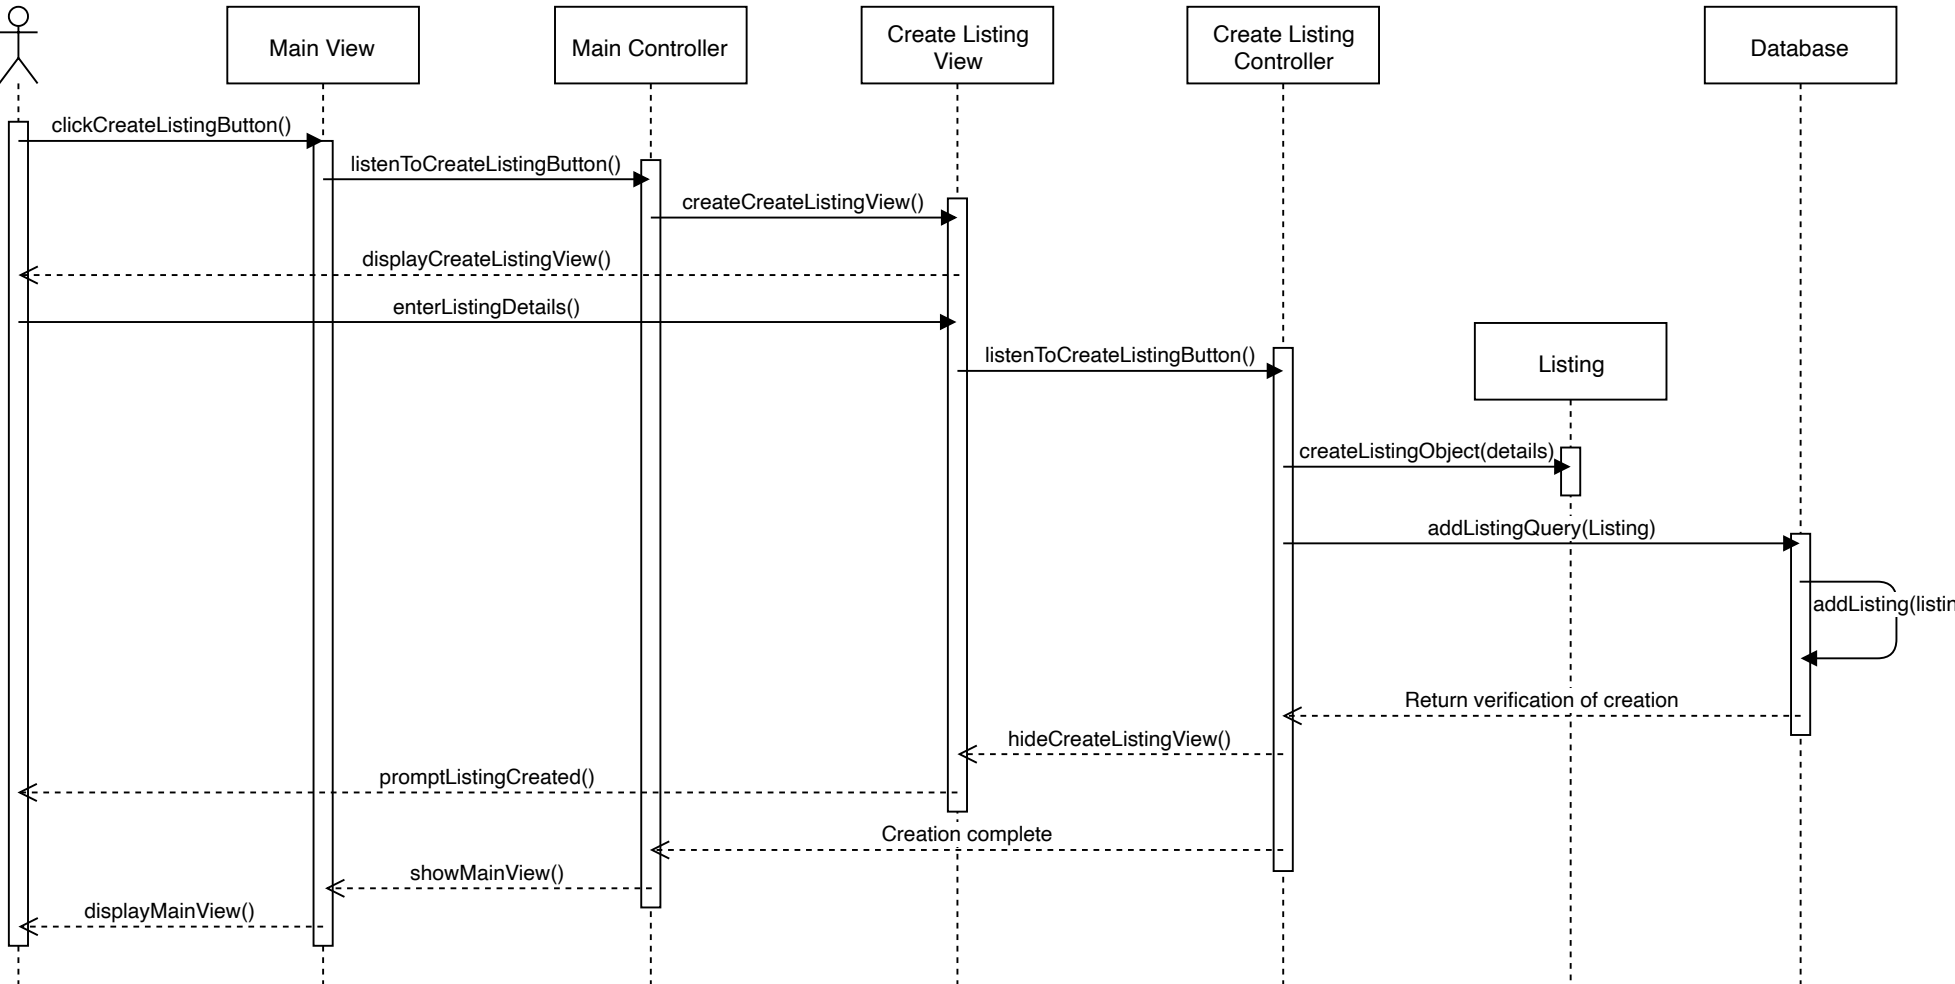 Main View
Main Controller
Create Listing
View
Create Listing
Controller
Database
clickCreateListingButton()
listenToCreateListingButton()
createCreateListingView()
displayCreateListingView()
enterListingDetails()
listenToCreateListingButton()
Listing
createListingObject(details)
addListingQuery(Listing)
addListing(listin
Return verification of creation
hideCreateListingView()
promptListingCreated()
Creation complete
showMainView()
displayMainView()